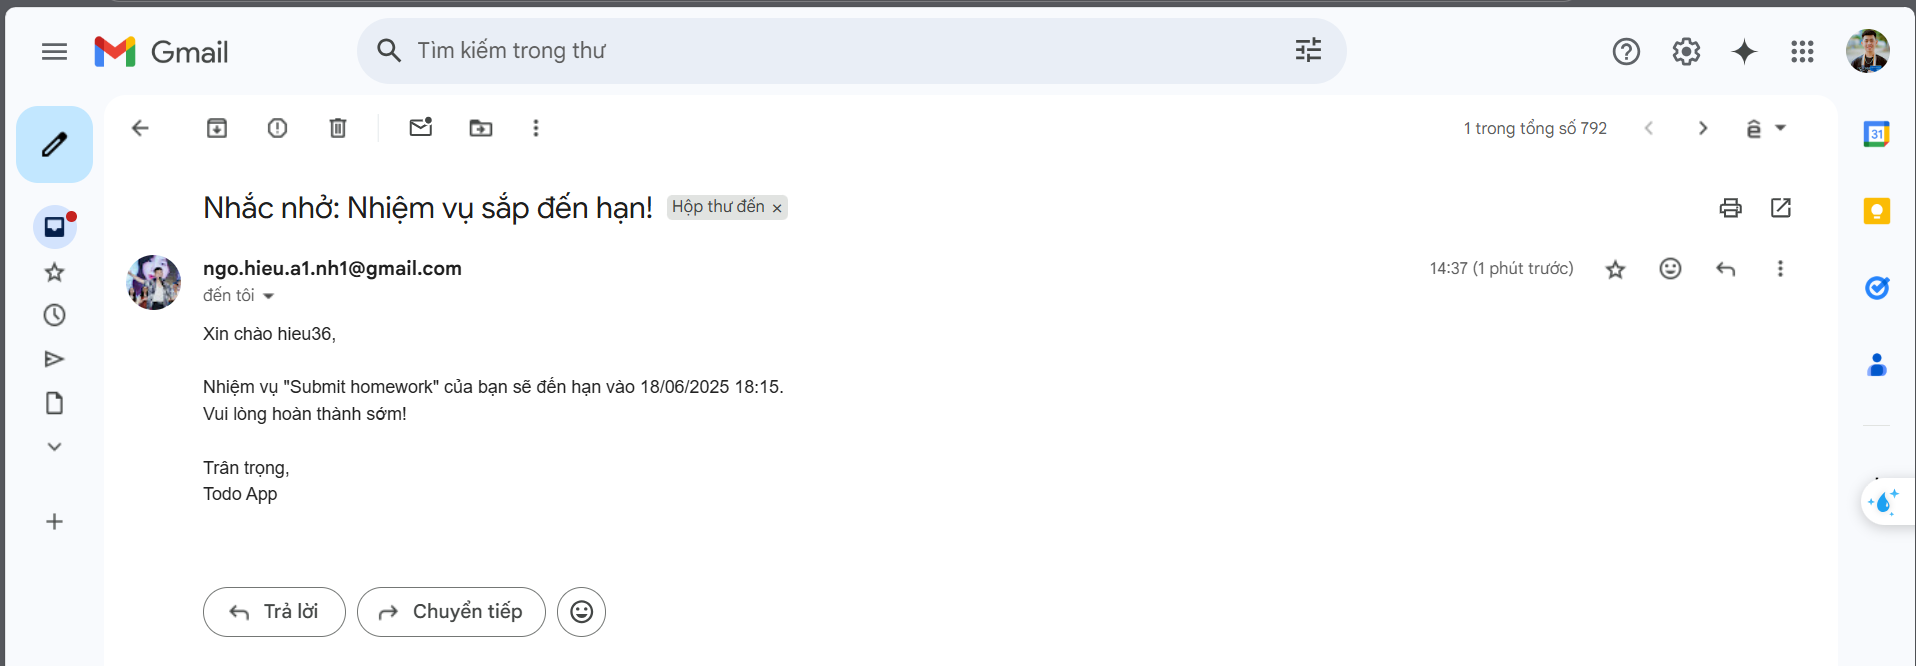 Gmail
Tìm kiếm trong thư
1 trong tổng số 792
Nhắc nhở: Nhiệm vụ sắp đến hạn!
Hộp thư đến ×
ngo.hieu.a1.nh1@gmail.com
14:37 (1 phút trước)
đến tôi
Xin chào hieu36,
Nhiệm vụ "Submit homework" của bạn sẽ đến hạn vào 18/06/2025 18:15.
Vui lòng hoàn thành sớm!
Trân trọng,
Todo App
Trả lời
Chuyển tiếp
31
ê